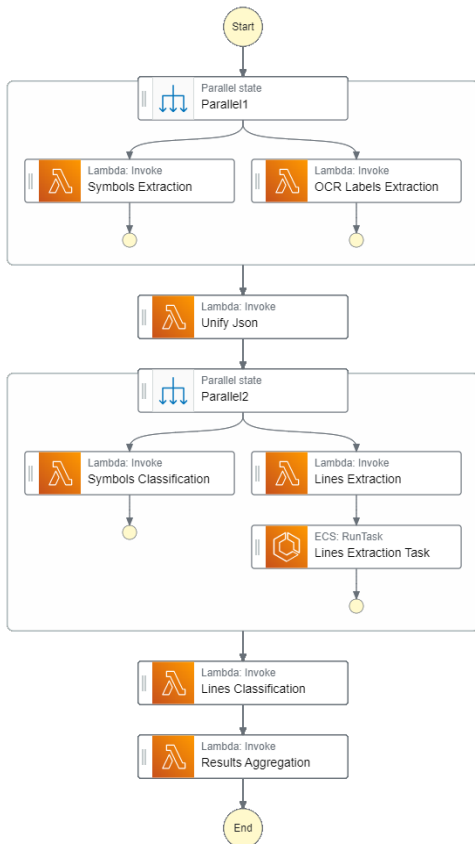 Start
Parallel state
Parallel1
Lambda: Invoke
Symbols Extraction
Lambda: Invoke
OCR Labels Extraction
Lambda: Invoke
Unify Json
Parallel state
Parallel2
Lambda: Invoke
Symbols Classification
Lambda: Invoke
Lines Extraction
ECS: RunTask
Lines Extraction Task
Lambda: Invoke
Lines Classification
Lambda: Invoke
Results Aggregation
End